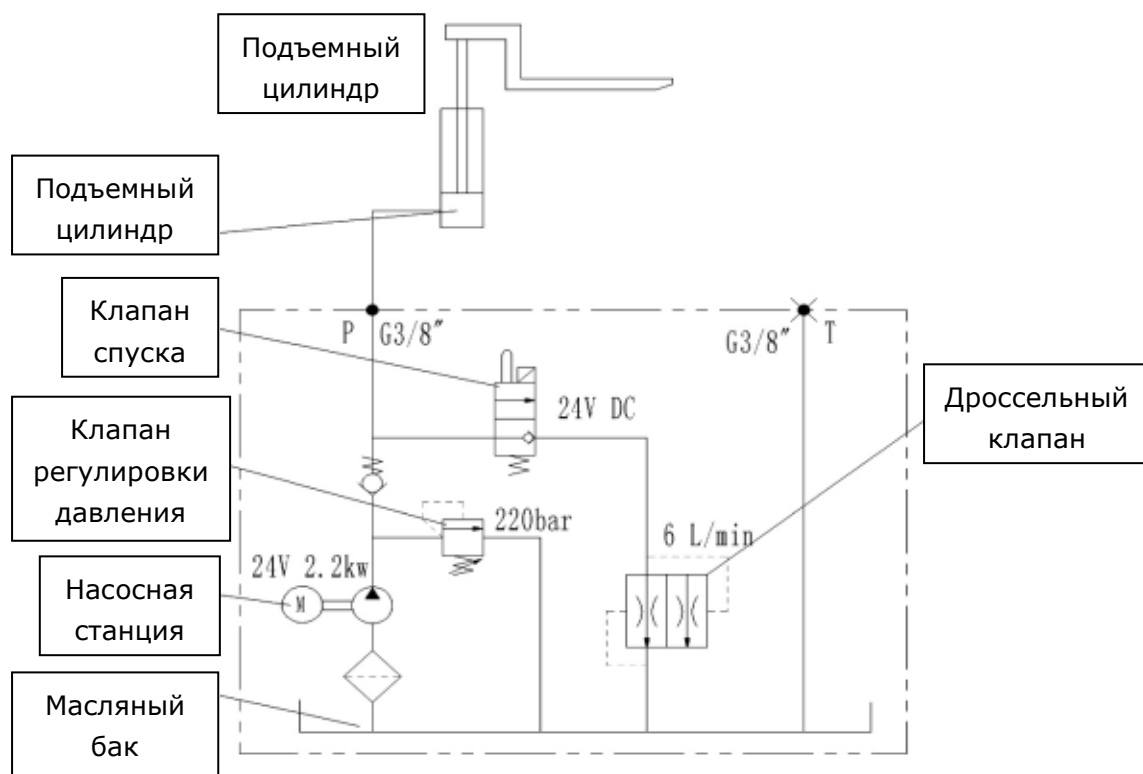 Подъемный
цилиндр
Подъемный
цилиндр
Клапан
спуска
P
G3/8″
G3/8″
T
24V DC
Дроссельный
клапан
Клапан
регулировки
давления
220bar
6 L/min
24V 2.2kw
M
Насосная
станция
Масляный
бак